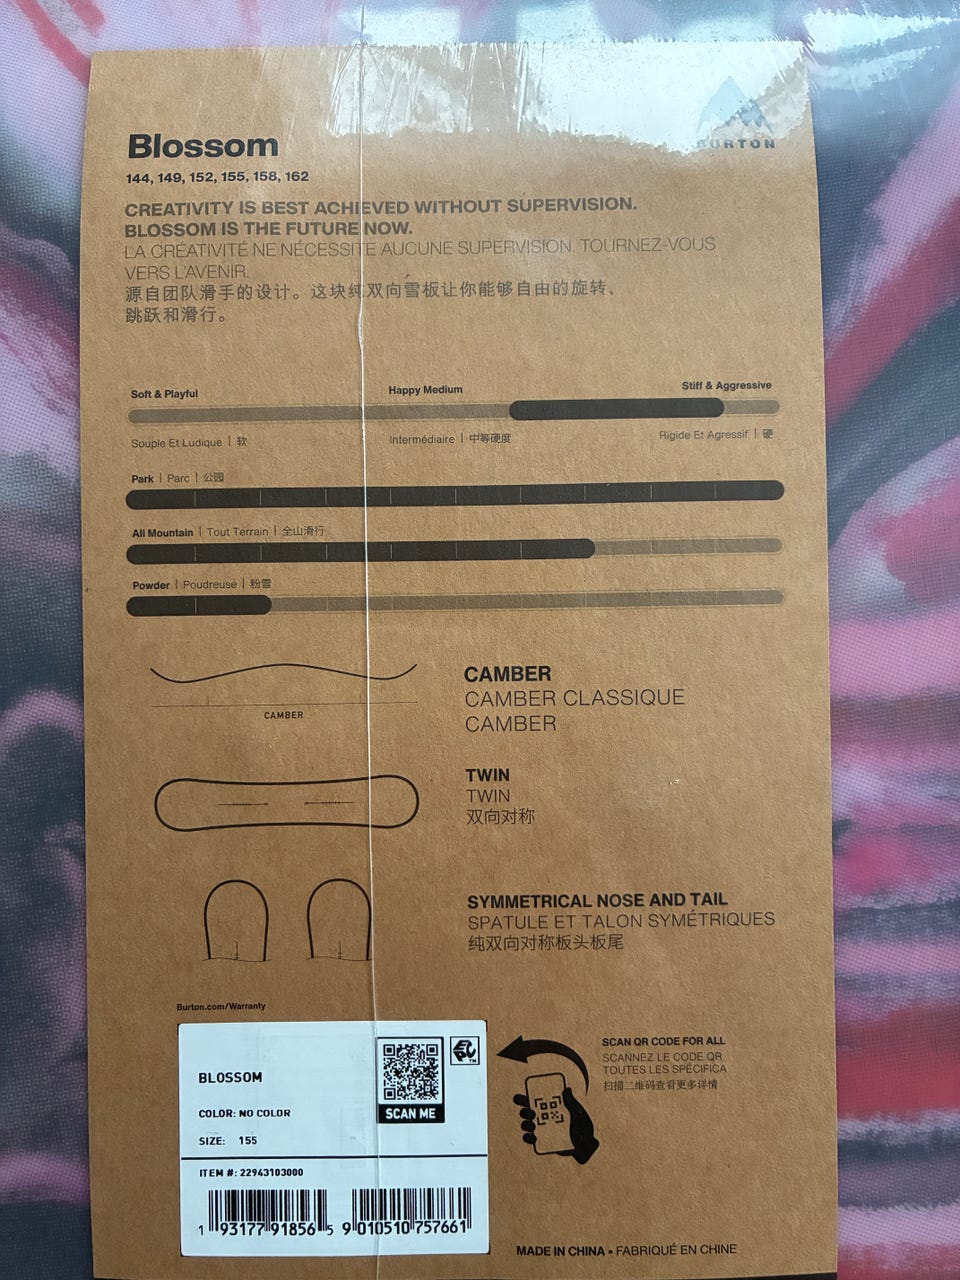 BURTON
Blossom
144, 149, 152, 155, 158, 162
CREATIVITY IS BEST ACHIEVED WITHOUT SUPERVISION.
BLOSSOM IS THE FUTURE NOW.
LA CRÉATIVITÉ NE NÉCESSITE AUCUNE SUPERVISION. TOURNEZ-VOUS
VERS L'AVENIR.
源自团队滑手的设计。这块纯双向雪板让你能够自由的旋转、
跳跃和滑行。
Soft & Playful Happy Medium Stiff & Aggressive
Souple Et Ludique | 软 Intermédiaire | 中等硬度 Rigide Et Agressif | 硬
Park | Parc | 公园
All Mountain | Tout Terrain | 全山滑行
Powder | Poudreuse | 粉雪
CAMBER
CAMBER
CAMBER CLASSIQUE
CAMBER
TWIN
TWIN
双向对称
SYMMETRICAL NOSE AND TAIL
SPATULE ET TALON SYMÉTRIQUES
纯双向对称板头板尾
Burton.com/Warranty
BLOSSOM
COLOR: NO COLOR
SIZE: 155
SCAN ME
EPC™
ITEM #: 22943103000
1 93177 91856 5 9 010510 757661
SCAN QR CODE FOR ALL
SCANNEZ LE CODE QR
TOUTES LES SPÉCIFICA
扫描二维码查看更多详情
MADE IN CHINA • FABRIQUÉ EN CHINE